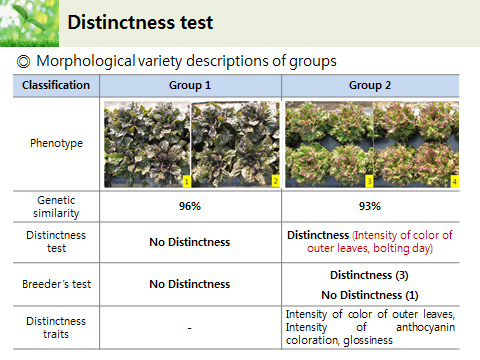 Distinctness test
◎ Morphological variety descriptions of groups
Classification Group 1 Group 2
Phenotype
1 2 3 4
Genetic
similarity
96% 93%
Distinctness
test
No Distinctness
Distinctness (Intensity of color of
outer leaves, bolting day)
Breeder's test
No Distinctness
Distinctness (3)
No Distinctness (1)
Distinctness
traits
-
Intensity of color of outer leaves,
Intensity of anthocyanin
coloration, glossiness